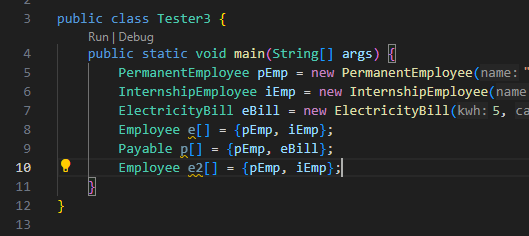 3 public class Tester3 {
Run | Debug
4 public static void main(String[] args) {
5 PermanentEmployee pEmp = new PermanentEmployee(name: "
6 InternshipEmployee iEmp = new InternshipEmployee(name
7 ElectricityBill eBill = new ElectricityBill(kwh: 5, ca
8 Employee e[] = {pEmp, iEmp};
9 Payable p[] = {pEmp, eBill};
10 Employee e2[] = {pEmp, iEmp};
11 }
12 }
13